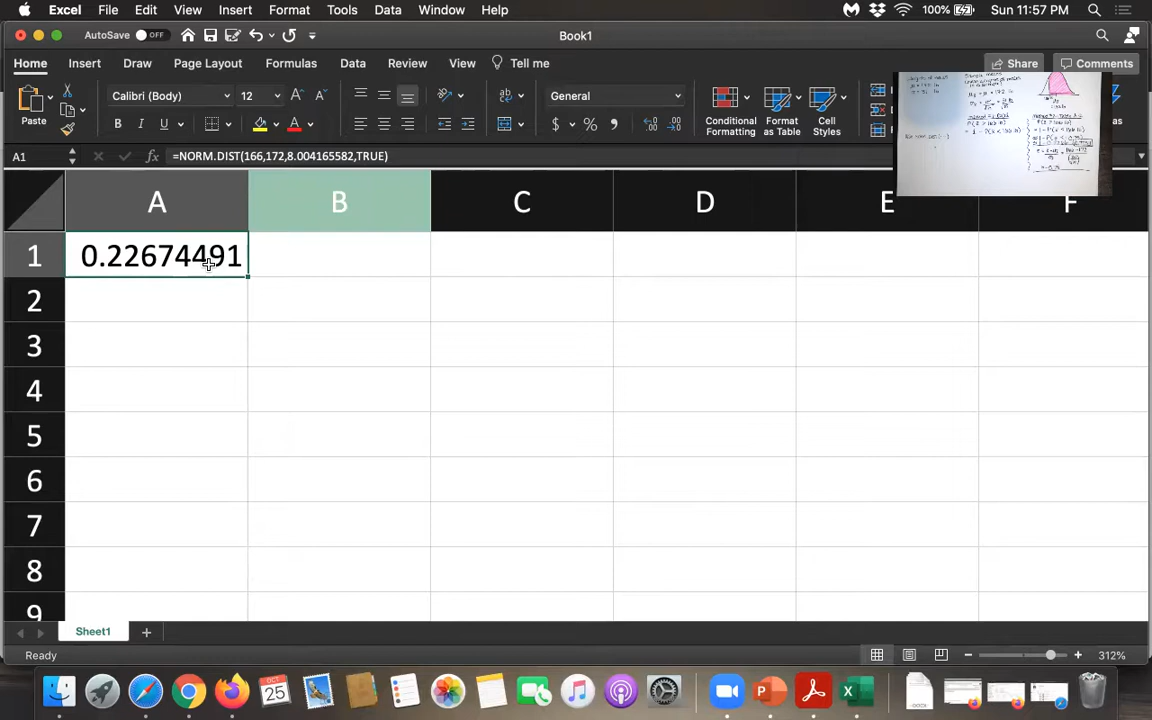 Excel File Edit View Insert Format Tools Data Window Help 100% Sun 11:57 PM
AutoSave OFF Book1
Home Insert Draw Page Layout Formulas Data Review View Tell me Share Comments
Paste Calibri (Body) 12 A A General Conditional Formatting Format as Table Cell Styles
B I U A $ % 
A1 fx =NORM.DIST(166,172,8.004165582,TRUE)
A B C D E F
1 0.22674491
2
3
4
5
6
7
8
9
Sheet1
Ready 312%
OCT 25